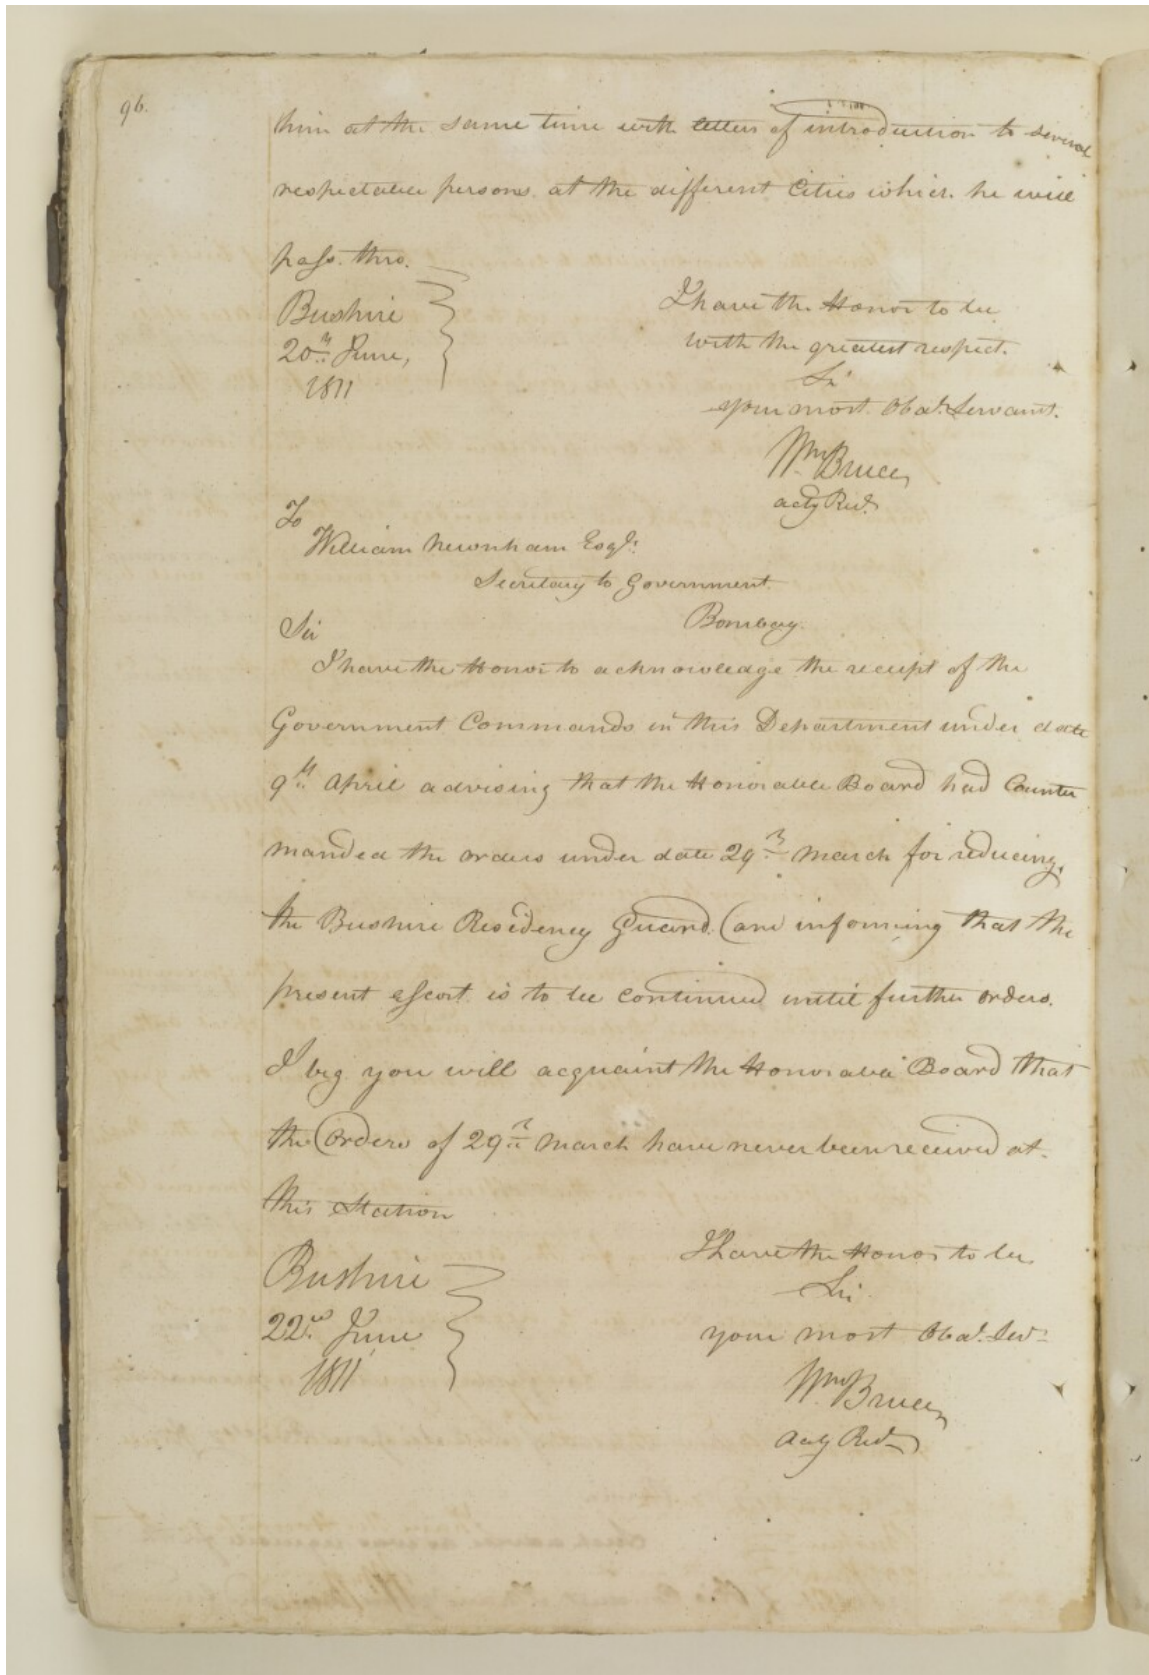 96.
him at the same time with letters of introduction to several
respectable persons at the different Cities which he will
pass thro.
Bushire
20th June,
1811
I have the Honor to be
with the greatest respect.
Sir
your most Obdt. Servant.
Wm Bruce
actg Resdt
To
William Newnham Esqr.
Secretary to Government
Bombay.
Sir
I have the Honor to acknowledge the receipt of the
Government Commands in this Department under date
9th April advising that the Honorable Board had Counter
manded the orders under date 29th March for reducing
the Bushire Residency Guard (and informing that the
present escort is to be continued until further orders.
I beg you will acquaint the Honorable Board that
the Orders of 29th March have never been received at
this Station
Bushire
22nd June
1811
I have the Honor to be
Sir
your most Obdt. Sert
Wm Bruce
Actg Resdt